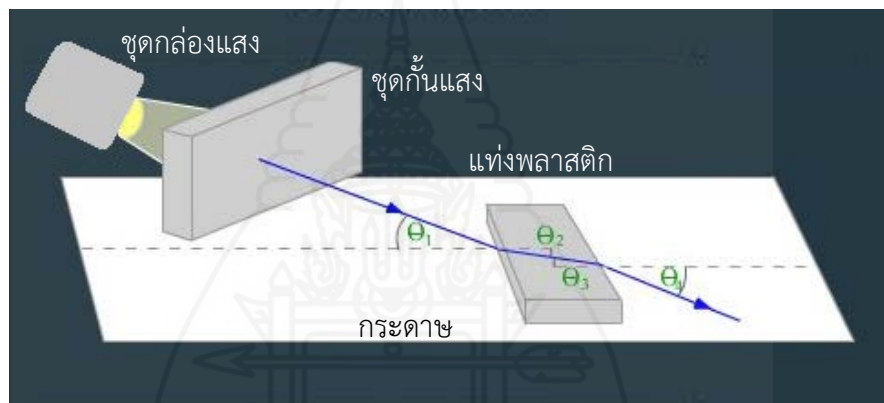 ชุดกล่องแสง
ชุดกั้นแสง
แท่งพลาสติก
θ₁
θ₂
θ₃
θ₄
กระดาษ